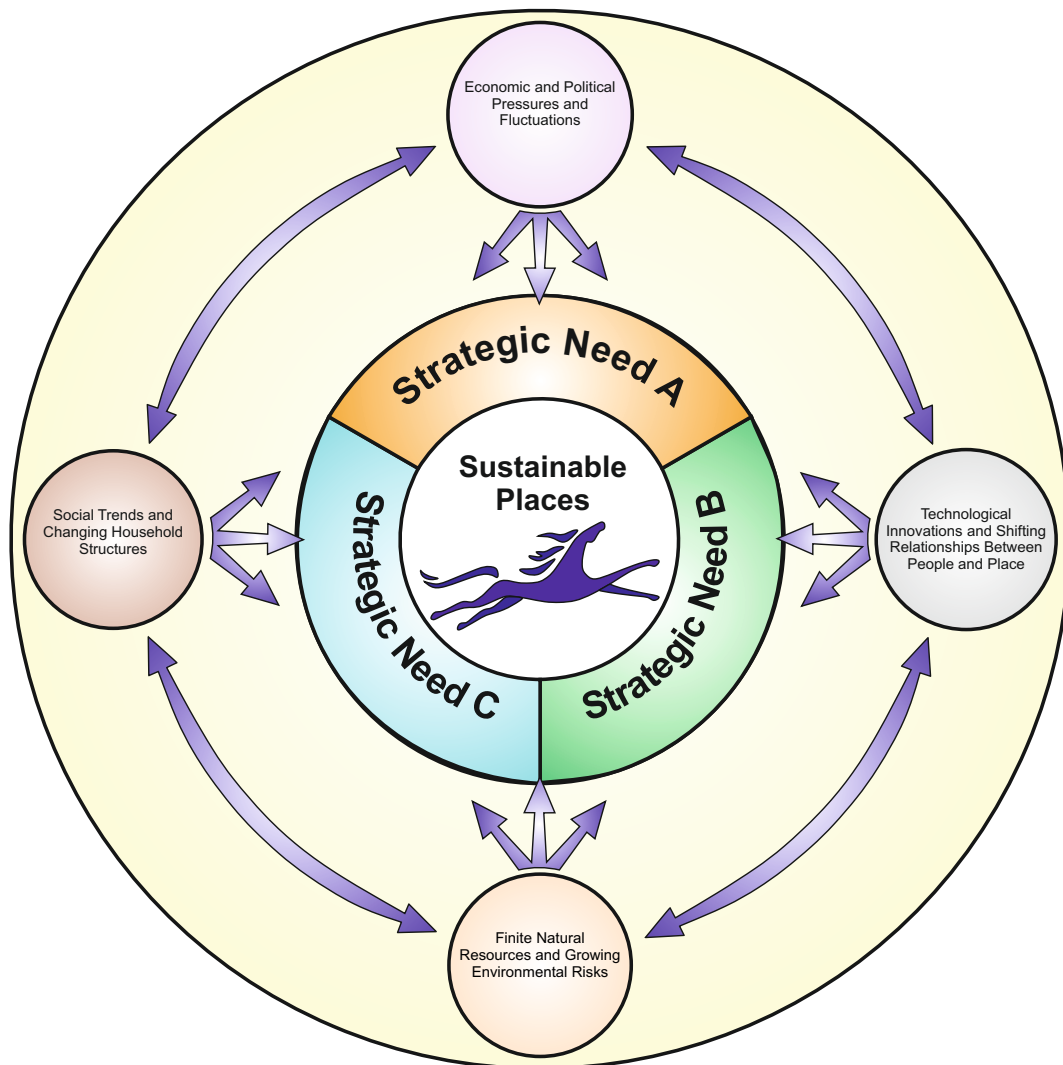 Economic and Political
Pressures and
Fluctuations
Strategic Need A
Sustainable
Places
Strategic Need B
Strategic Need C
Social Trends and
Changing Household
Structures
Technological
Innovations and Shifting
Relationships Between
People and Place
Finite Natural
Resources and Growing
Environmental Risks